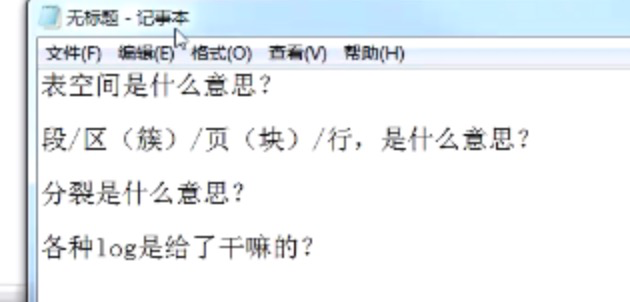 无标题 - 记事本
文件(F) 编辑(E) 格式(O) 查看(V) 帮助(H)
表空间是什么意思?
段/区（簇）/页（块）/行，是什么意思?
分裂是什么意思?
各种log是给了干嘛的?